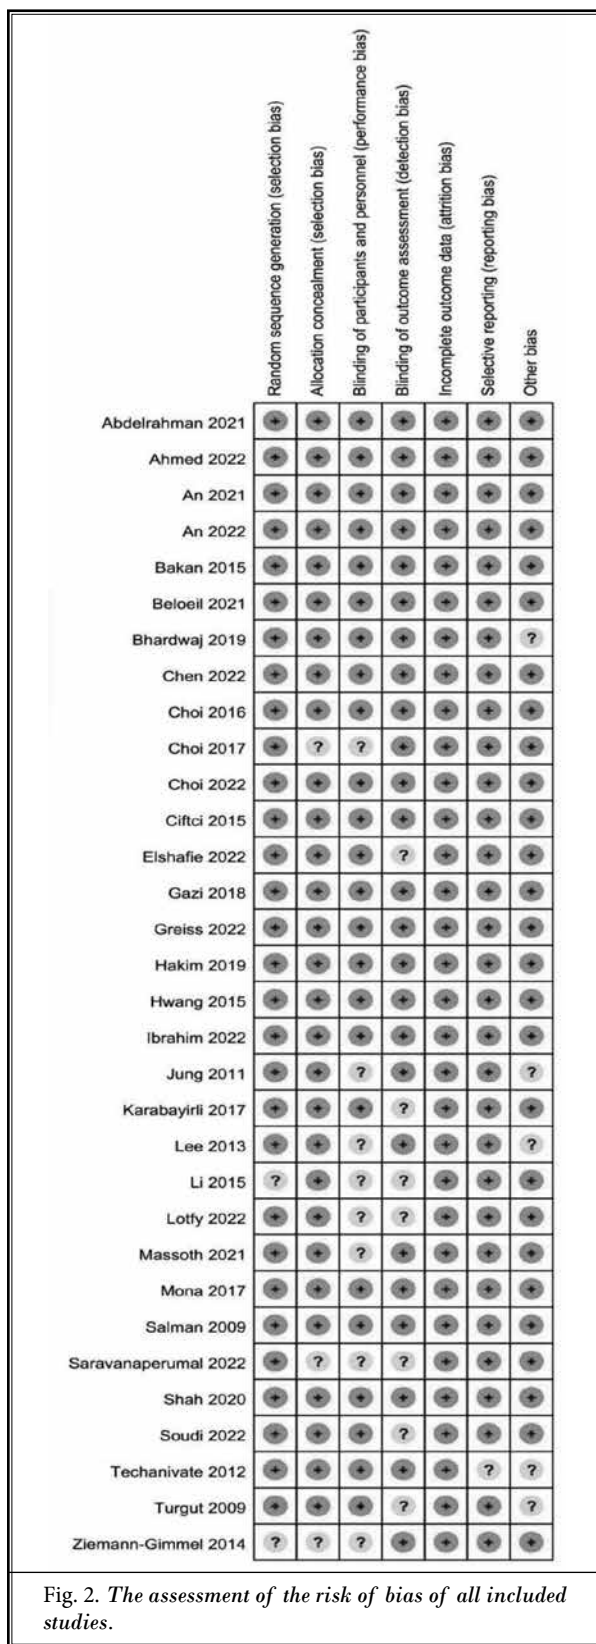 Random sequence generation (selection bias)
Allocation concealment (selection bias)
Blinding of participants and personnel (performance bias)
Blinding of outcome assessment (detection bias)
Incomplete outcome data (attrition bias)
Selective reporting (reporting bias)
Other bias
Abdelrahman 2021 + + + + + + +
Ahmed 2022 + + + + + + +
An 2021 + + + + + + +
An 2022 + + + + + + +
Bakan 2015 + + + + + + +
Beloeil 2021 + + + + + + +
Bhardwaj 2019 + + + + + + ?
Chen 2022 + + + + + + +
Choi 2016 + + + + + + +
Choi 2017 + ? ? + + + +
Choi 2022 + + + + + + +
Ciftci 2015 + + + + + + +
Elshafie 2022 + + + ? + + +
Gazi 2018 + + + + + + +
Greiss 2022 + + + + + + +
Hakim 2019 + + + + + + +
Hwang 2015 + + + + + + +
Ibrahim 2022 + + + + + + +
Jung 2011 + + ? + + + ?
Karabayirli 2017 + + + ? + + +
Lee 2013 + + ? + + + ?
Li 2015 ? + ? ? + + +
Lotfy 2022 + + ? ? + + +
Massoth 2021 + + ? + + + +
Mona 2017 + + + + + + +
Salman 2009 + + + + + + +
Saravanaperumal 2022 + ? ? ? + + +
Shah 2020 + + + + + + +
Soudi 2022 + + + ? + + +
Techanivate 2012 + + + + + ? ?
Turgut 2009 + + + ? + + ?
Ziemann-Gimmel 2014 ? ? ? + + + +
Fig. 2. The assessment of the risk of bias of all included
studies.